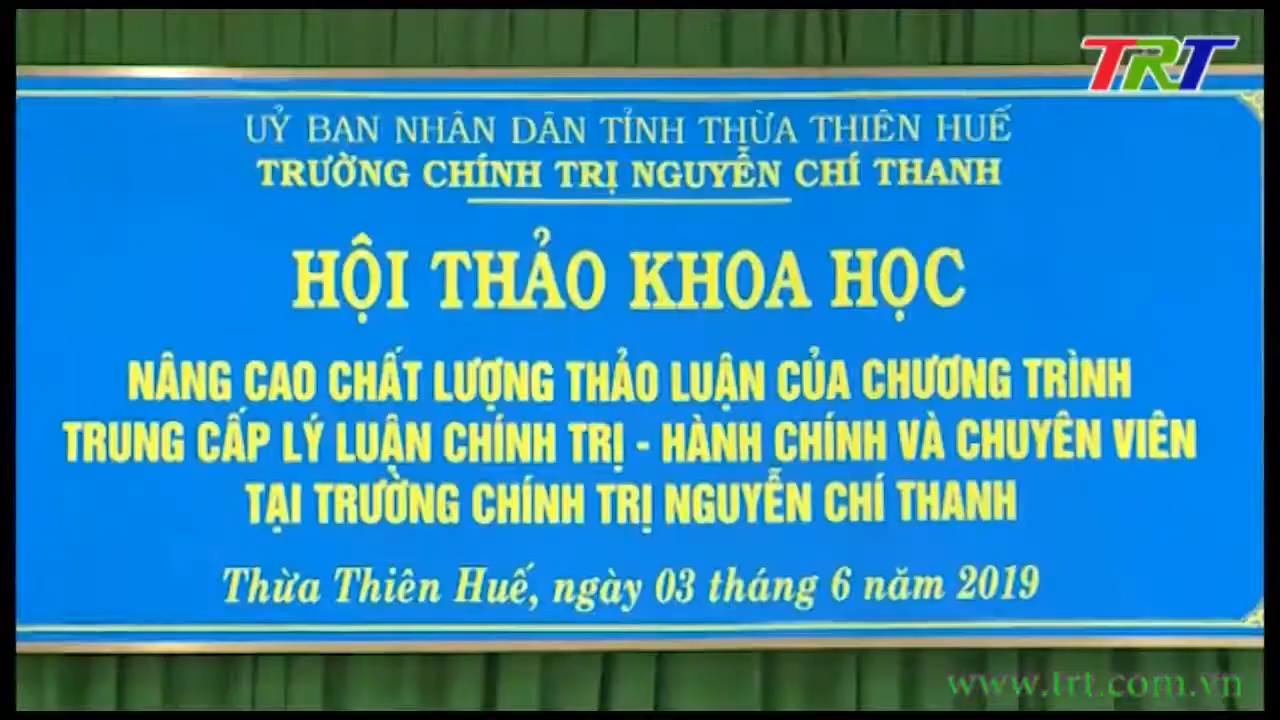 TRT
UỶ BAN NHÂN DÂN TỈNH THỪA THIÊN HUẾ
TRƯỜNG CHÍNH TRỊ NGUYỄN CHÍ THANH
HỘI THẢO KHOA HỌC
NÂNG CAO CHẤT LƯỢNG THẢO LUẬN CỦA CHƯƠNG TRÌNH
TRUNG CẤP LÝ LUẬN CHÍNH TRỊ - HÀNH CHÍNH VÀ CHUYÊN VIÊN
TẠI TRƯỜNG CHÍNH TRỊ NGUYỄN CHÍ THANH
Thừa Thiên Huế, ngày 03 tháng 6 năm 2019
www.trt.com.vn